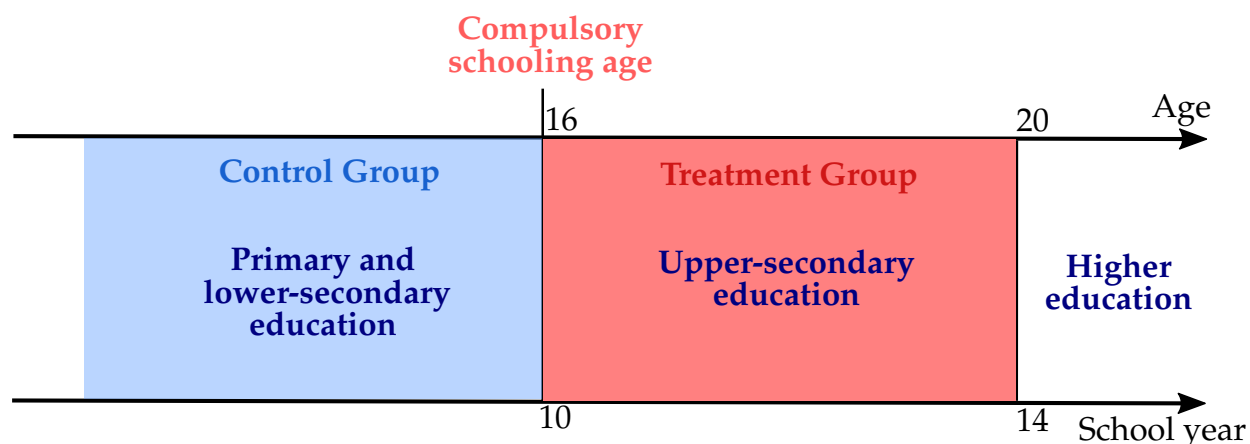 Compulsory
schooling age
16
20
Age
Control Group
Treatment Group
Primary and
lower-secondary
education
Upper-secondary
education
Higher
education
10
14
School year